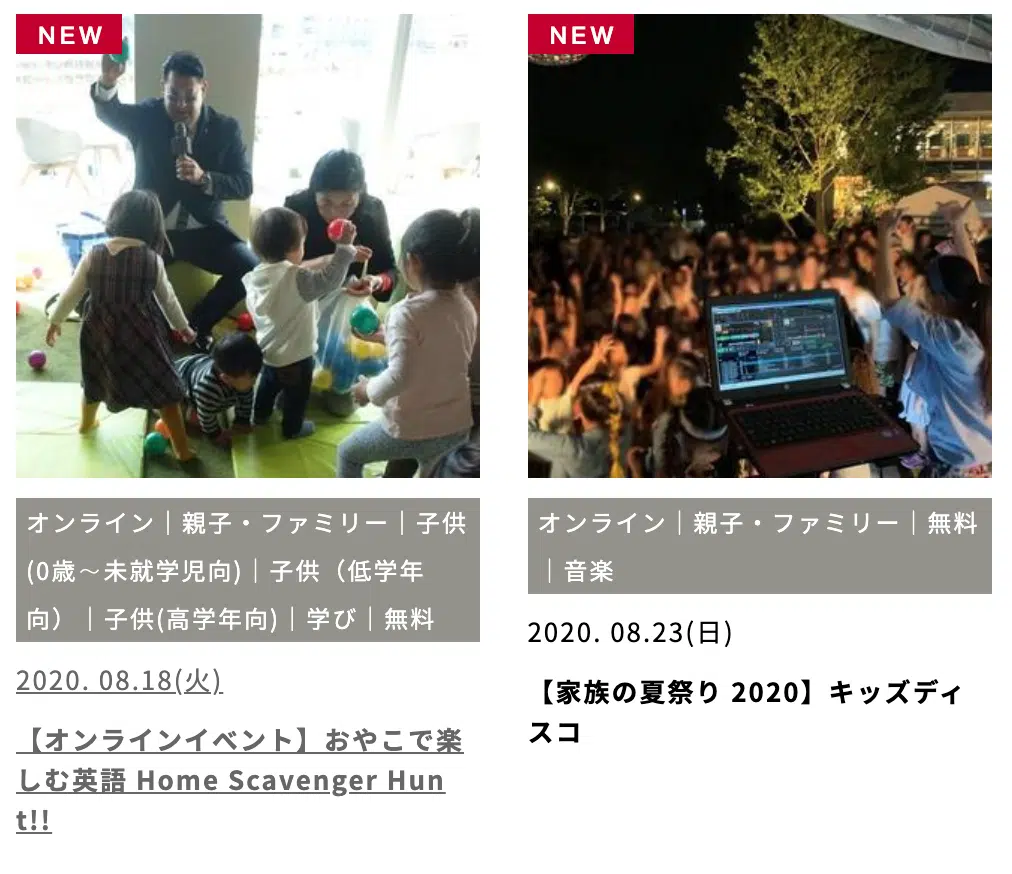 NEW
オンライン｜親子・ファミリー｜子供
(0歳～未就学児向)｜子供（低学年
向）｜子供(高学年向)｜学び｜無料
2020. 08.18(火)
【オンラインイベント】おやこで楽
しむ英語 Home Scavenger Hun
t!!
NEW
オンライン｜親子・ファミリー｜無料
｜音楽
2020. 08.23(日)
【家族の夏祭り 2020】キッズディ
スコ